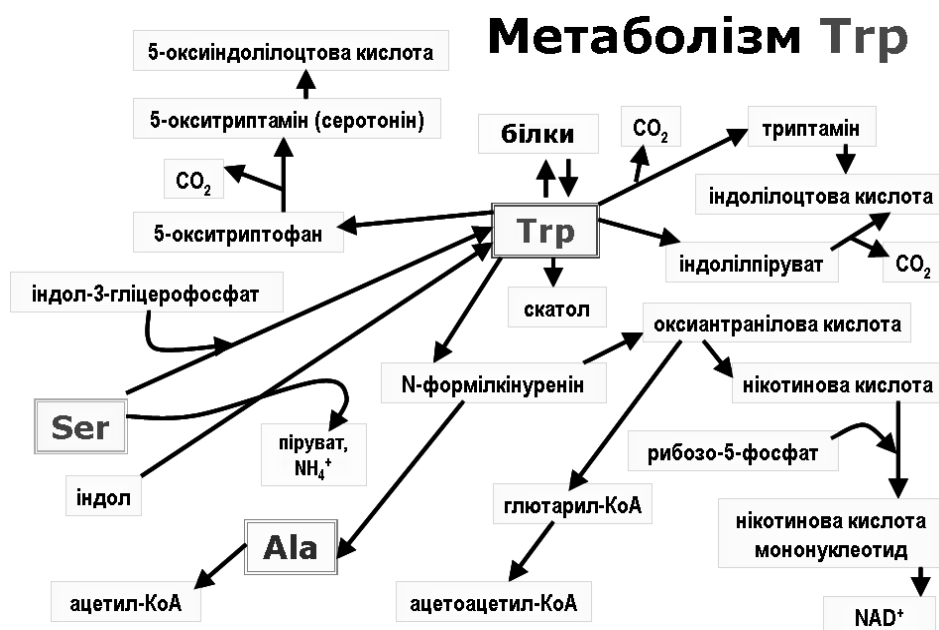 Метаболізм Trp
5-оксиіндолілоцтова кислота
5-окситриптамін (серотонін)
CO₂
5-окситриптофан
білки
CO₂
триптамін
індолілоцтова кислота
Trp
індолілпіруват
CO₂
індол-3-гліцерофосфат
скатол
оксиантранілова кислота
N-формілкінуренін
нікотинова кислота
Ser
піруват,
NH₄⁺
рибозо-5-фосфат
індол
глютарил-КоА
нікотинова кислота
мононуклеотид
Ala
ацетил-КоА
ацетоацетил-КоА
NAD⁺